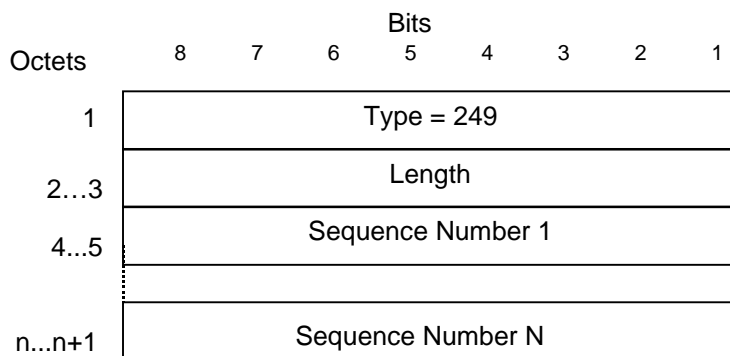 Bits
Octets 8 7 6 5 4 3 2 1
1 Type = 249
2…3 Length
4...5 Sequence Number 1
n...n+1 Sequence Number N